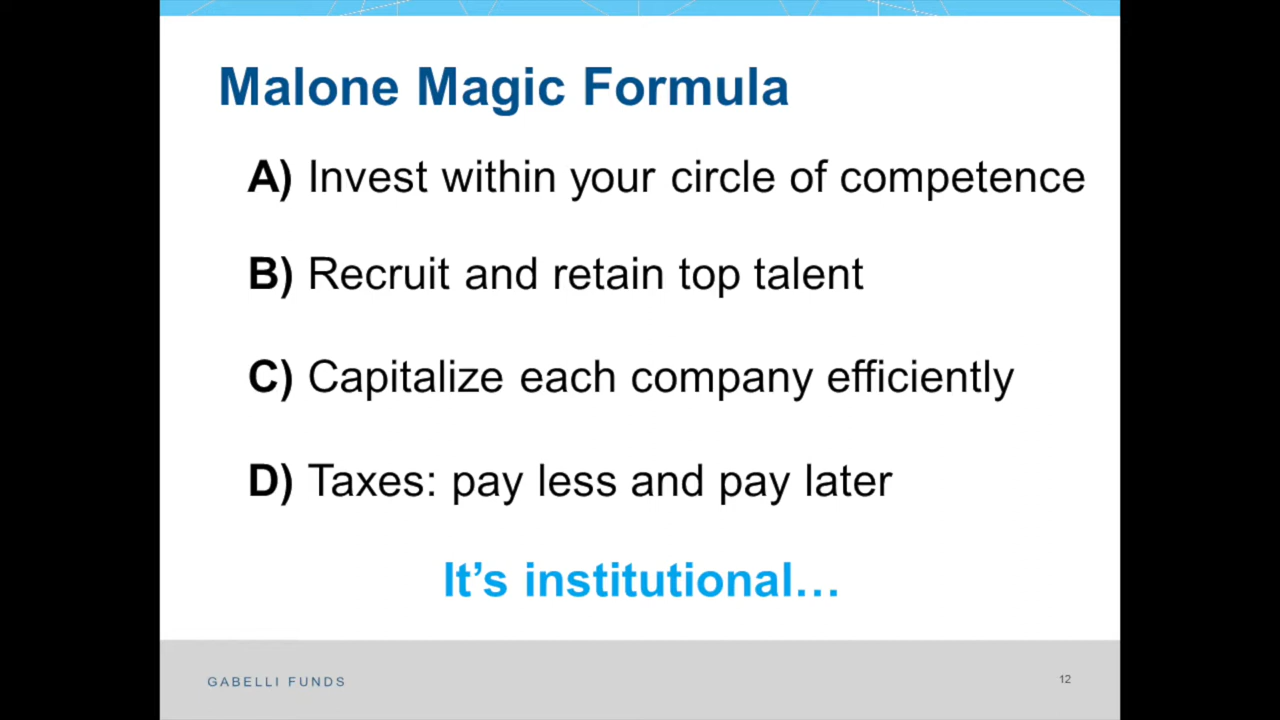 Malone Magic Formula
A) Invest within your circle of competence
B) Recruit and retain top talent
C) Capitalize each company efficiently
D) Taxes: pay less and pay later
It’s institutional…
GABELLI FUNDS
12